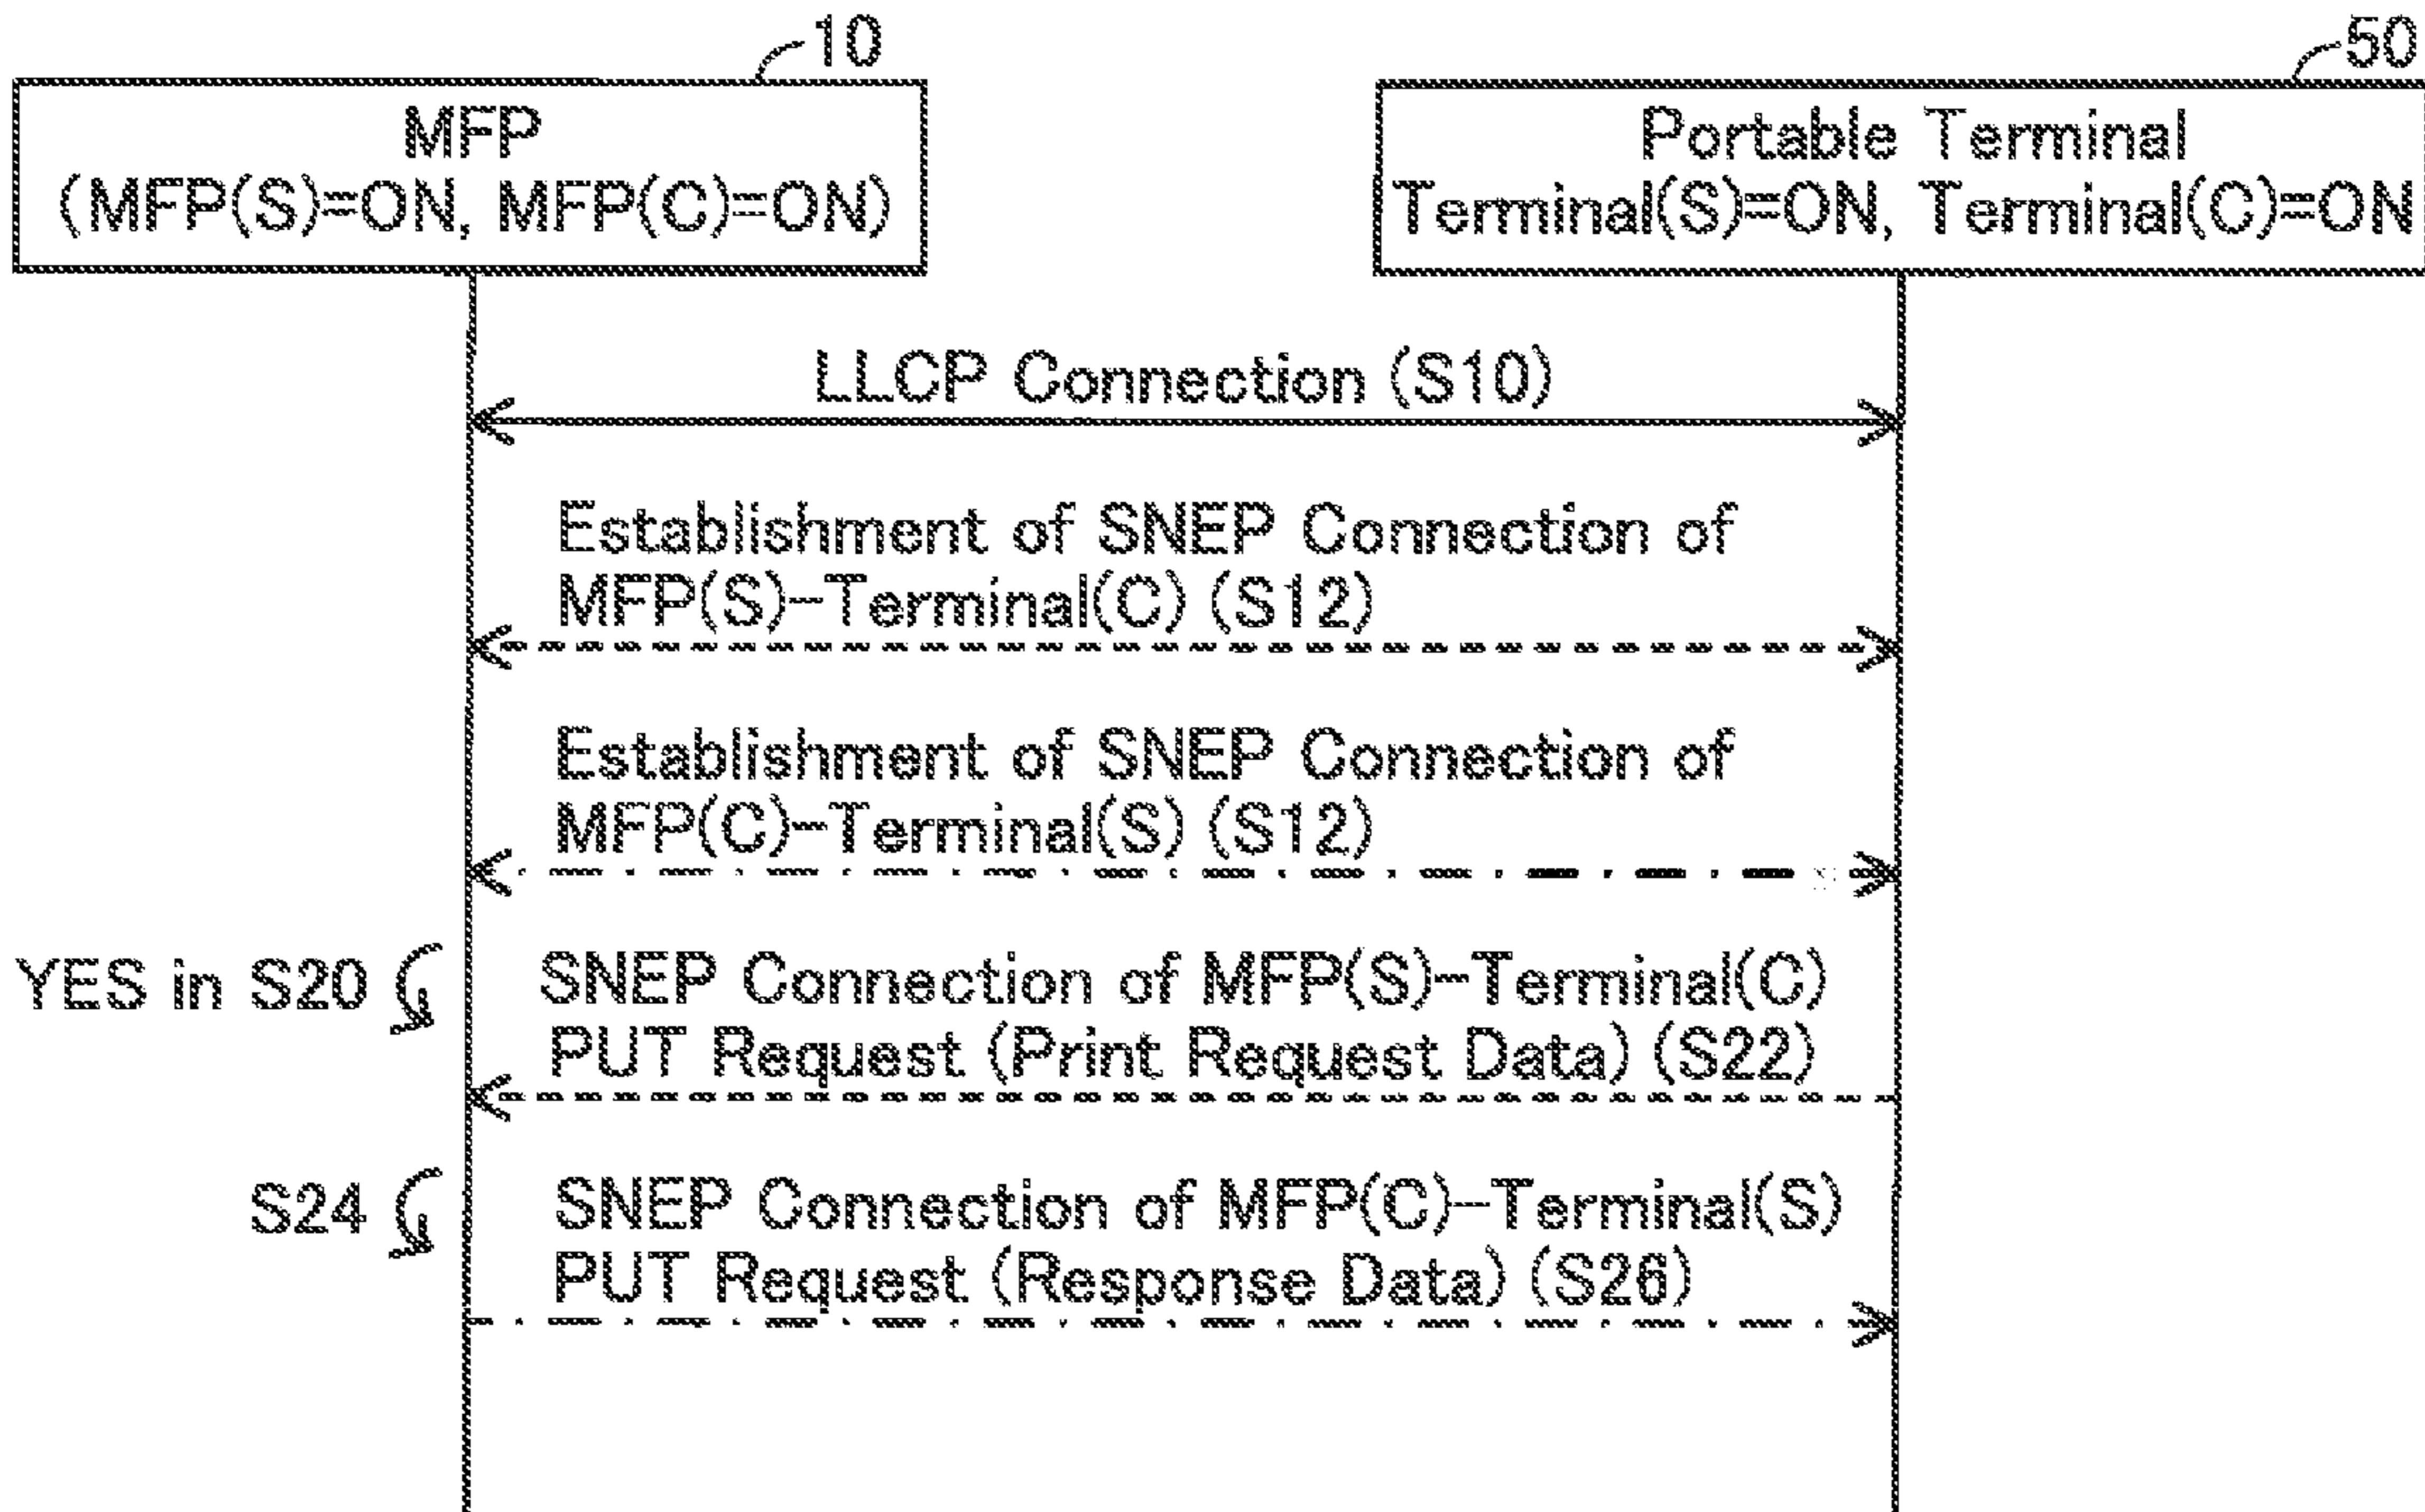 10
50
MFP
(MFP(S)=ON, MFP(C)=ON)
Portable Terminal
Terminal(S)=ON, Terminal(C)=ON
LLCP Connection (S10)
Establishment of SNEP Connection of
MFP(S)-Terminal(C) (S12)
Establishment of SNEP Connection of
MFP(C)-Terminal(S) (S12)
YES in S20
SNEP Connection of MFP(S)-Terminal(C)
PUT Request (Print Request Data) (S22)
S24
SNEP Connection of MFP(C)-Terminal(S)
PUT Request (Response Data) (S26)